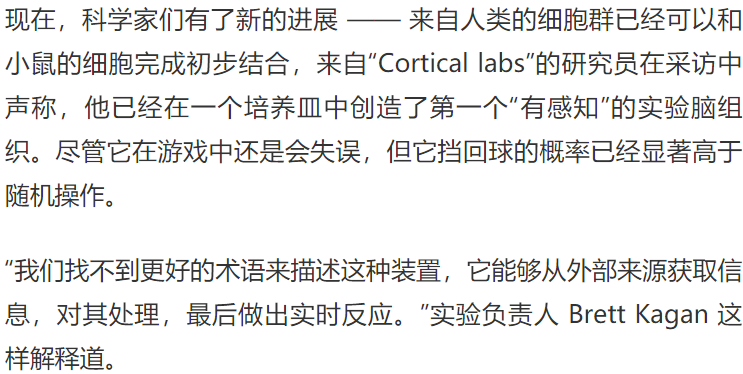 现在，科学家们有了新的进展 —— 来自人类的细胞群已经可以和
小鼠的细胞完成初步结合，来自“Cortical labs”的研究员在采访中
声称，他已经在一个培养皿中创造了第一个“有感知”的实验脑组
织。尽管它在游戏中还是会失误，但它挡回球的概率已经显著高于
随机操作。
“我们找不到更好的术语来描述这种装置，它能够从外部来源获取信
息，对其处理，最后做出实时反应。”实验负责人 Brett Kagan 这
样解释道。